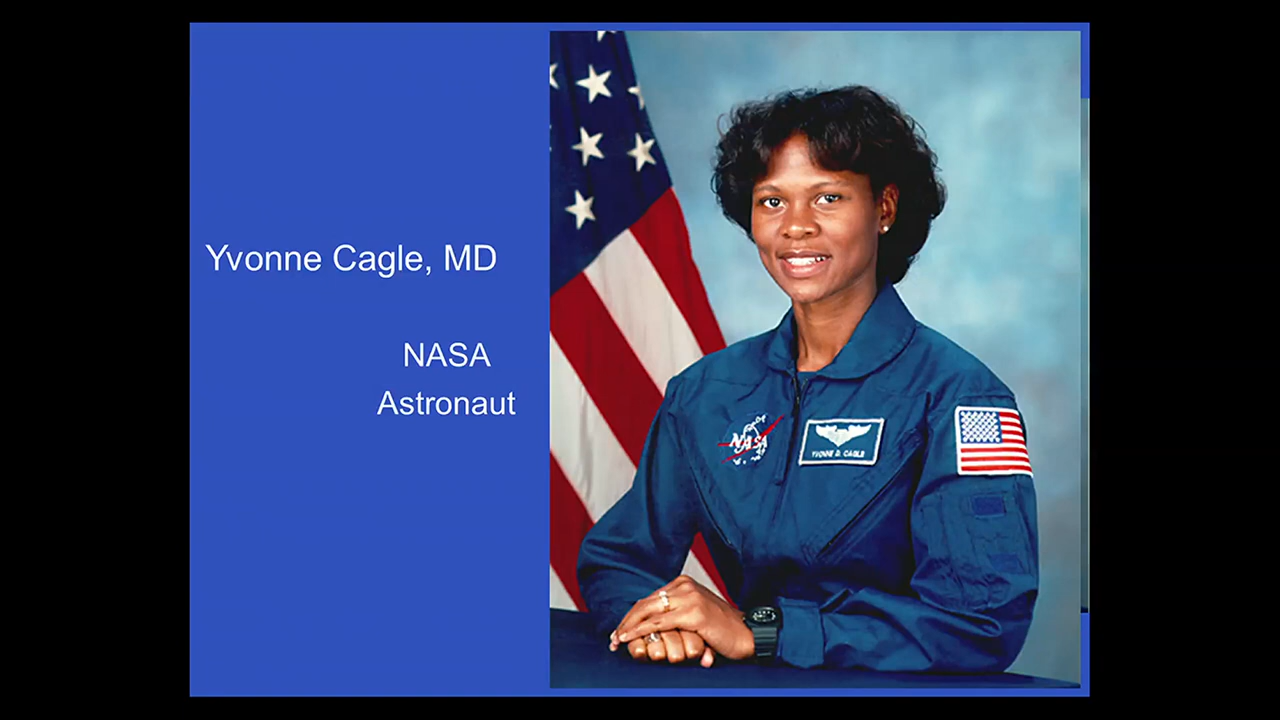 Yvonne Cagle, MD
NASA
Astronaut
NASA
YVONNE D. CAGLE